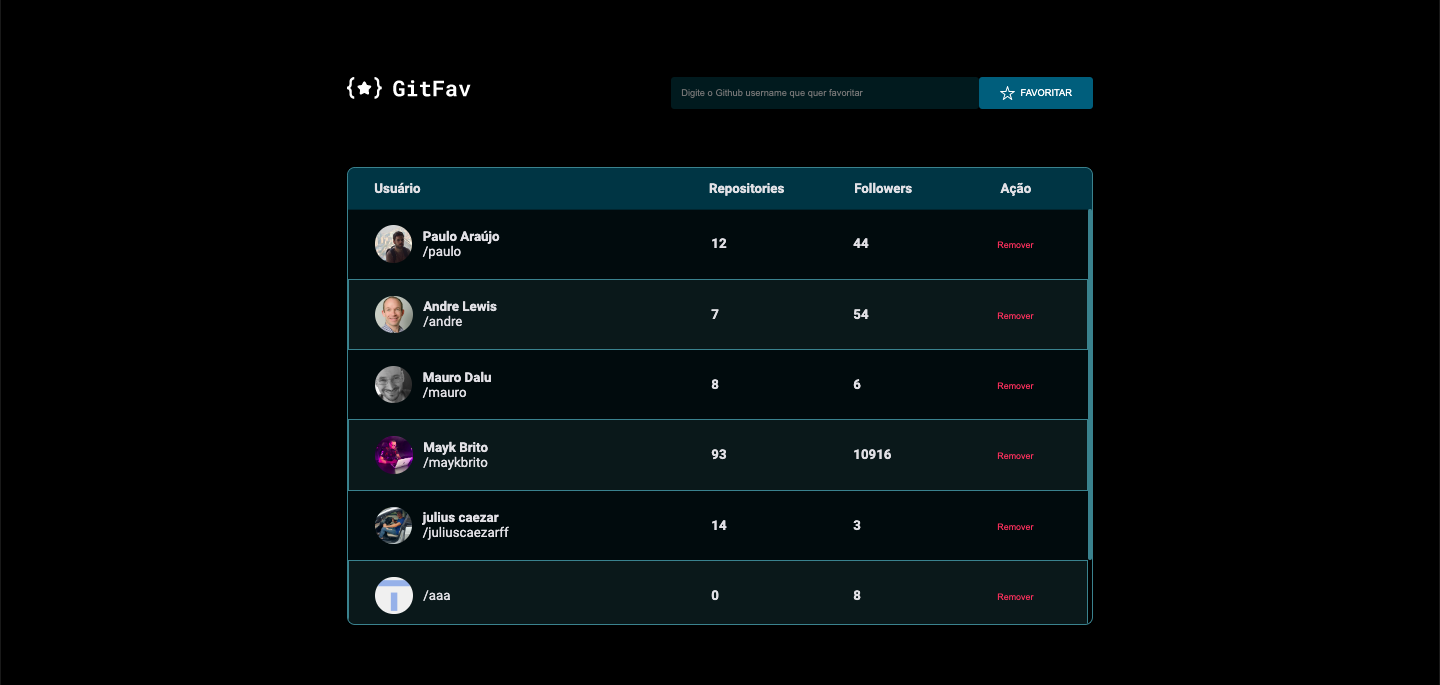 {★} GitFav
Digite o Github username que quer favoritar
FAVORITAR
Usuário Repositories Followers Ação
Paulo Araújo
/paulo
12 44 Remover
Andre Lewis
/andre
7 54 Remover
Mauro Dalu
/mauro
8 6 Remover
Mayk Brito
/maykbrito
93 10916 Remover
julius caezar
/juliuscaezarff
14 3 Remover
/aaa
0 8 Remover